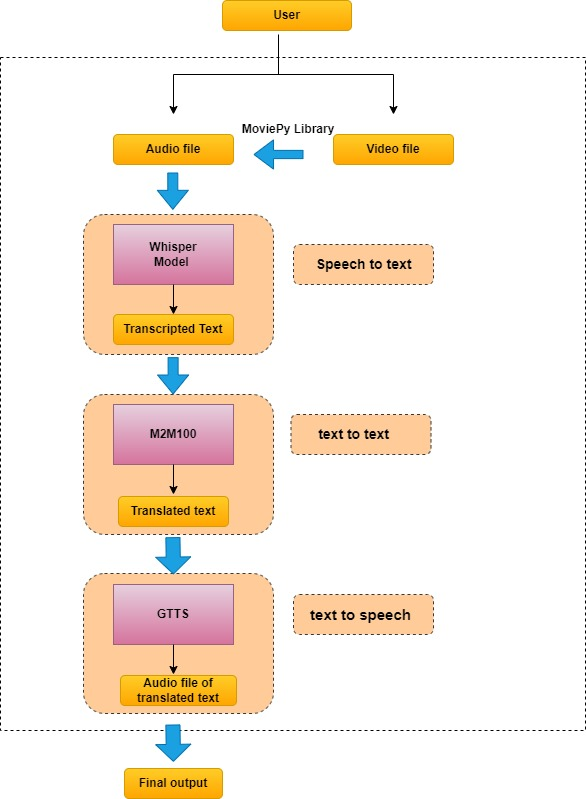 User
MoviePy Library
Audio file
Video file
Whisper
Model
Speech to text
Transcripted Text
M2M100
text to text
Translated text
GTTS
text to speech
Audio file of
translated text
Final output